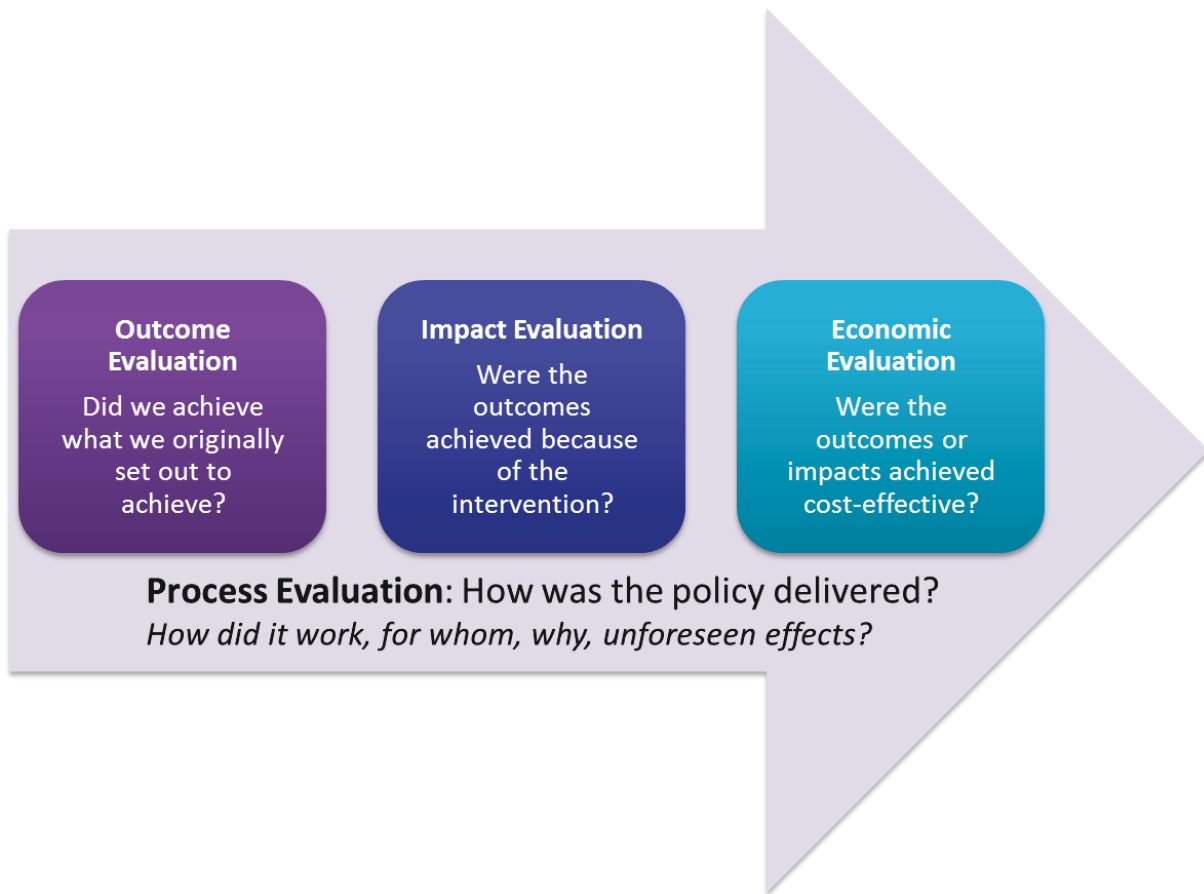 Outcome
Evaluation
Did we achieve
what we originally
set out to
achieve?
Impact Evaluation
Were the
outcomes
achieved because
of the
intervention?
Economic
Evaluation
Were the
outcomes or
impacts achieved
cost-effective?
Process Evaluation: How was the policy delivered?
How did it work, for whom, why, unforeseen effects?